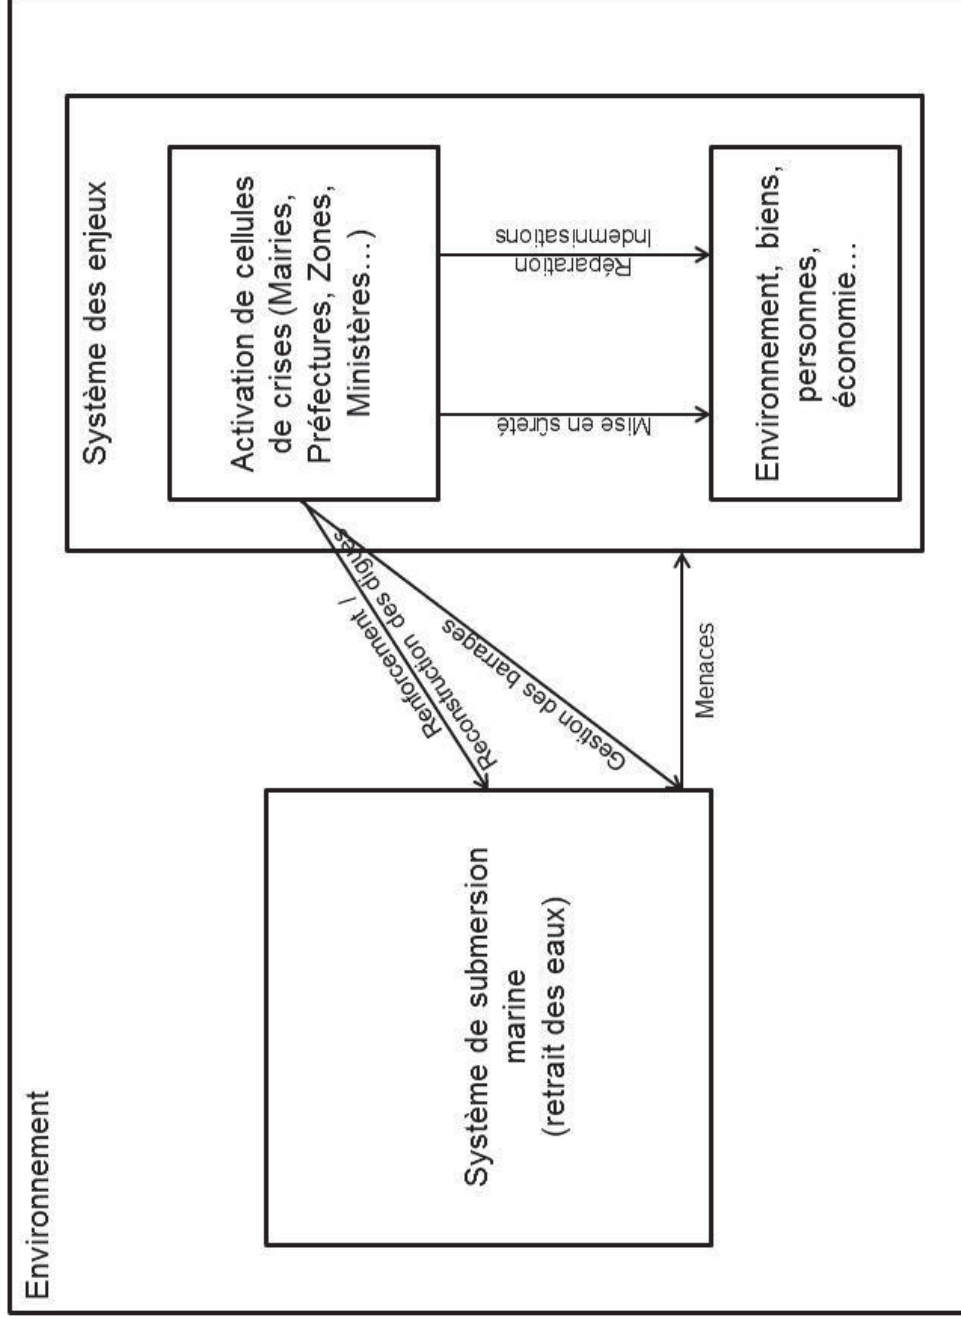 Environnement
Système de submersion
marine
(retrait des eaux)
Renforcement /
Reconstruction des digues
Gestion des barrages
Menaces
Système des enjeux
Activation de cellules
de crises (Mairies,
Préfectures, Zones,
Ministères...)
Mise en sûreté
Réparation
Indemnisations
Environnement, biens,
personnes,
économie...